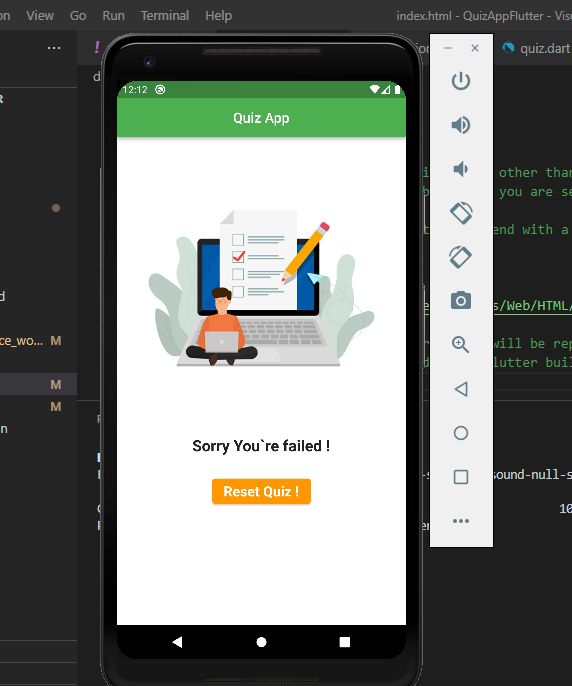 View Go Run Terminal Help index.html - QuizAppFlutter - Visu
quiz.dart
12:12
Quiz App
other than
you are se
end with a
s/Web/HTML/
will be rep
lutter buil
ce_wo... M
M
M
Sorry You`re failed !
Reset Quiz !
sound-null-s
10